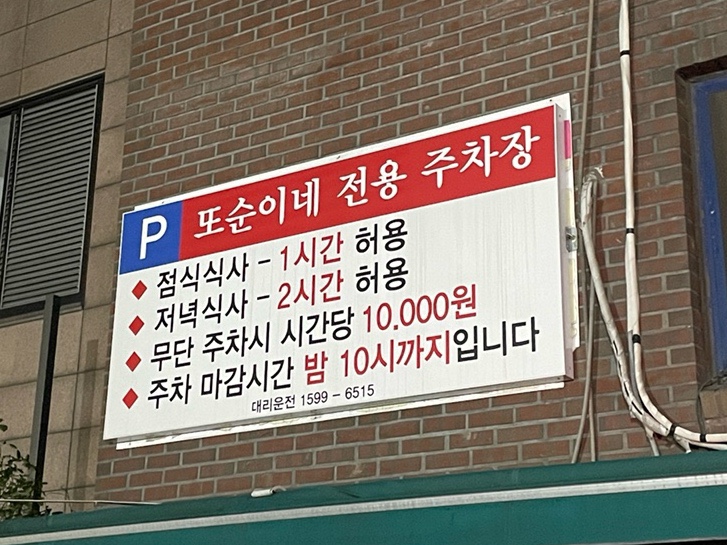 P 또순이네 전용 주차장
◆ 점식식사 - 1시간 허용
◆ 저녁식사 - 2시간 허용
◆ 무단 주차시 시간당 10.000원
◆ 주차 마감시간 밤 10시까지입니다
대리운전 1599 - 6515